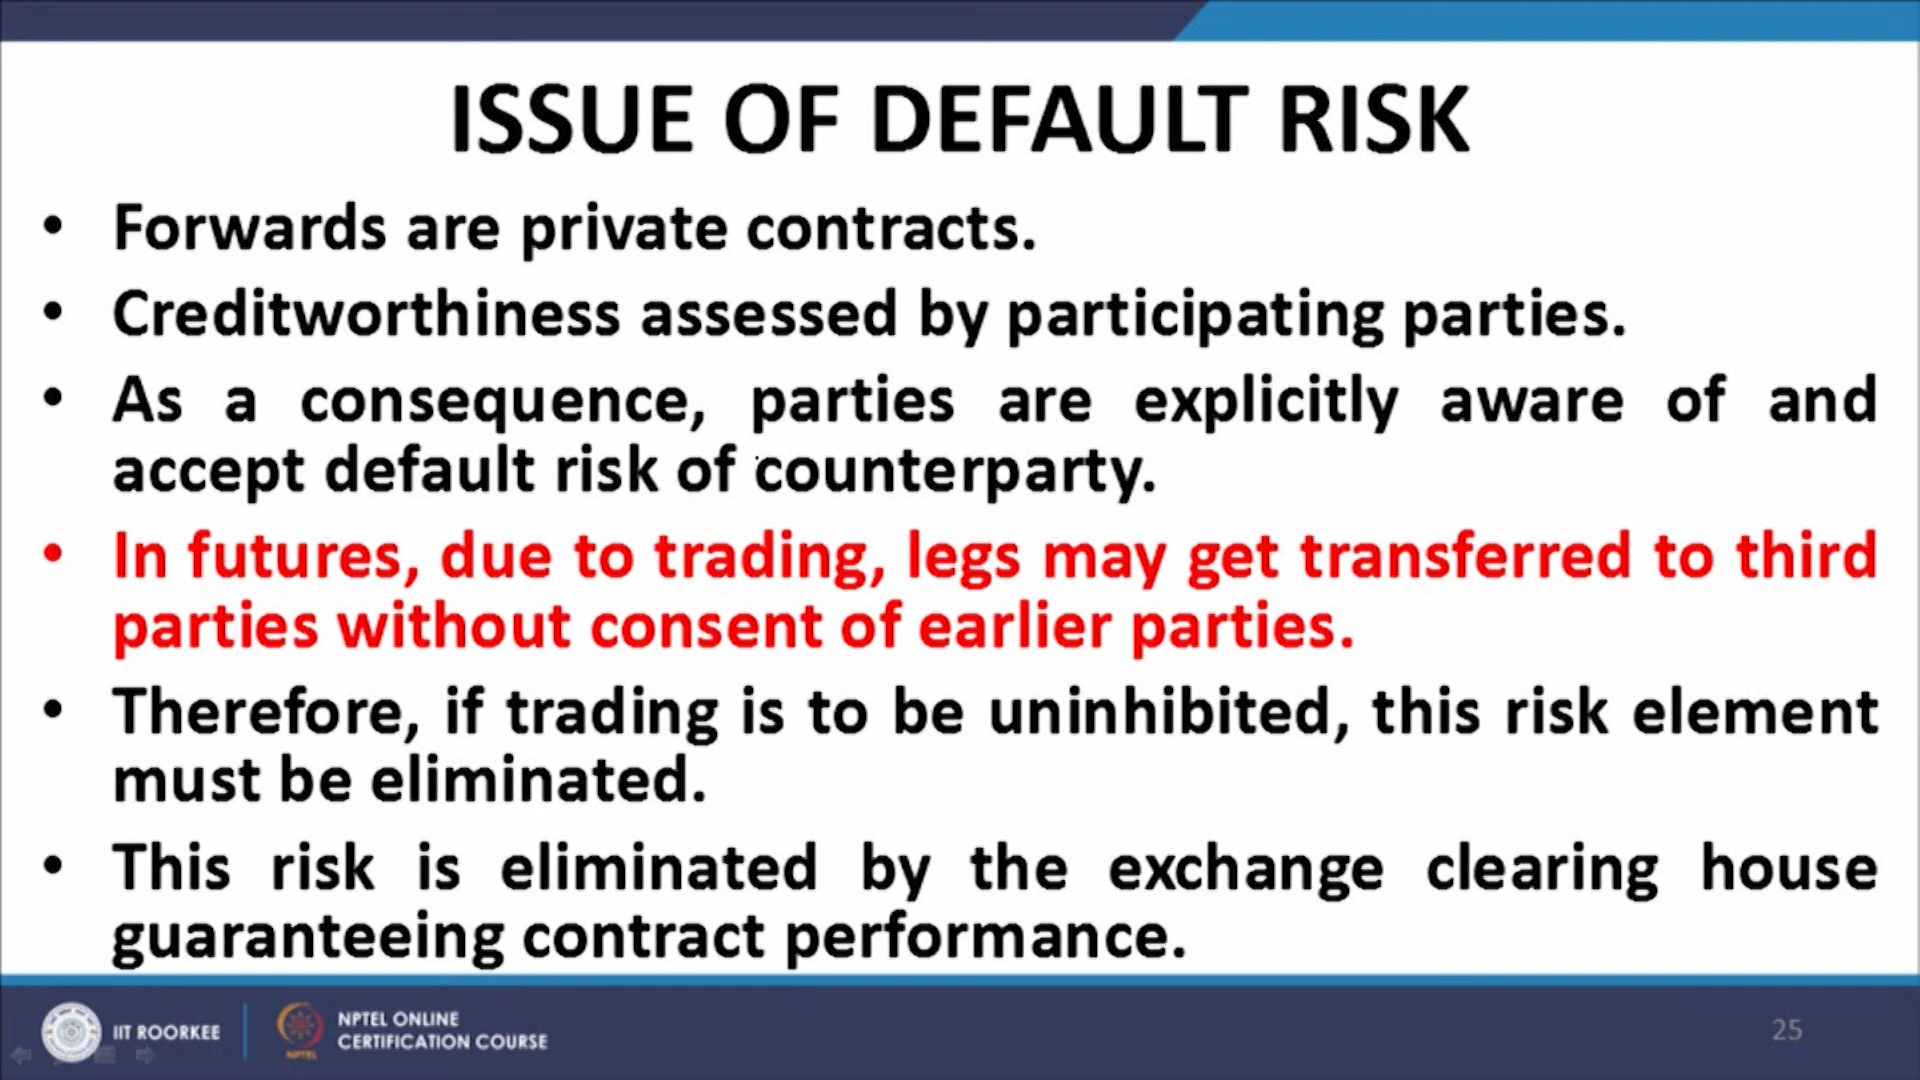 ISSUE OF DEFAULT RISK
• Forwards are private contracts.
• Creditworthiness assessed by participating parties.
• As a consequence, parties are explicitly aware of and
accept default risk of counterparty.
• In futures, due to trading, legs may get transferred to third
parties without consent of earlier parties.
• Therefore, if trading is to be uninhibited, this risk element
must be eliminated.
• This risk is eliminated by the exchange clearing house
guaranteeing contract performance.
IIT ROORKEE
NPTEL
NPTEL ONLINE
CERTIFICATION COURSE
25